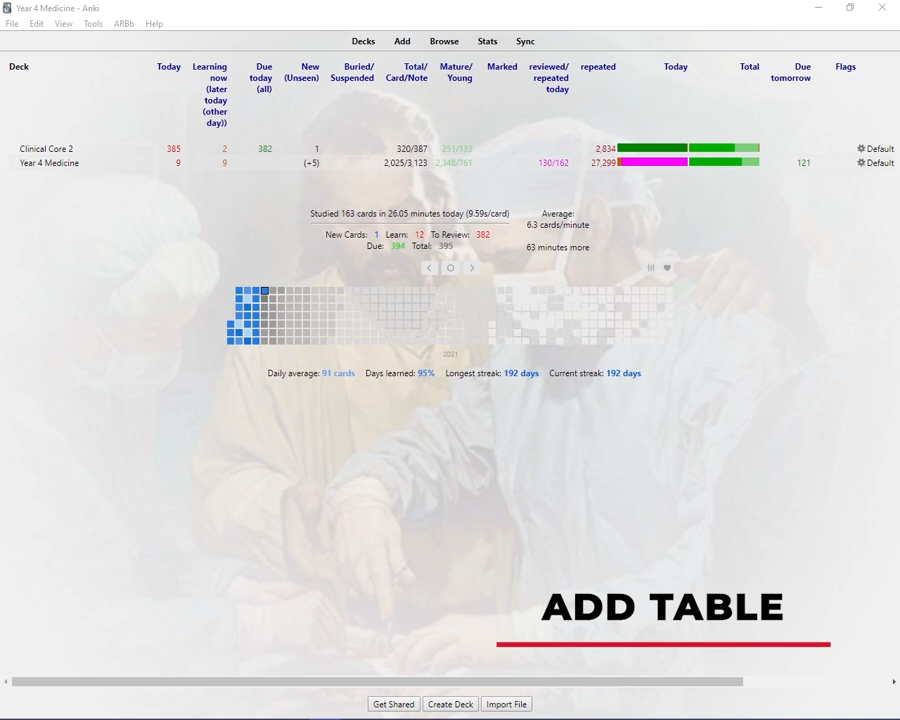 Year 4 Medicine - Anki
File Edit View Tools ARBb Help
Decks Add Browse Stats Sync
Deck Today Learning now (later today (other day)) Due today (all) New (Unseen) Buried/ Suspended Total/ Card/Note Mature/ Young Marked reviewed/ repeated today repeated Today Total Due tomorrow Flags
Clinical Core 2 385 2 382 1 320/387 251/133 2,834 Default
Year 4 Medicine 9 9 (+5) 2,025/3,123 2,348/761 130/162 27,299 121 Default
Studied 163 cards in 26.05 minutes today (9.59s/card)
New Cards: 1 Learn: 12 To Review: 382
Due: 394 Total: 395
Average:
6.3 cards/minute
63 minutes more
2021
Daily average: 91 cards Days learned: 95% Longest streak: 192 days Current streak: 192 days
ADD TABLE
Get Shared Create Deck Import File